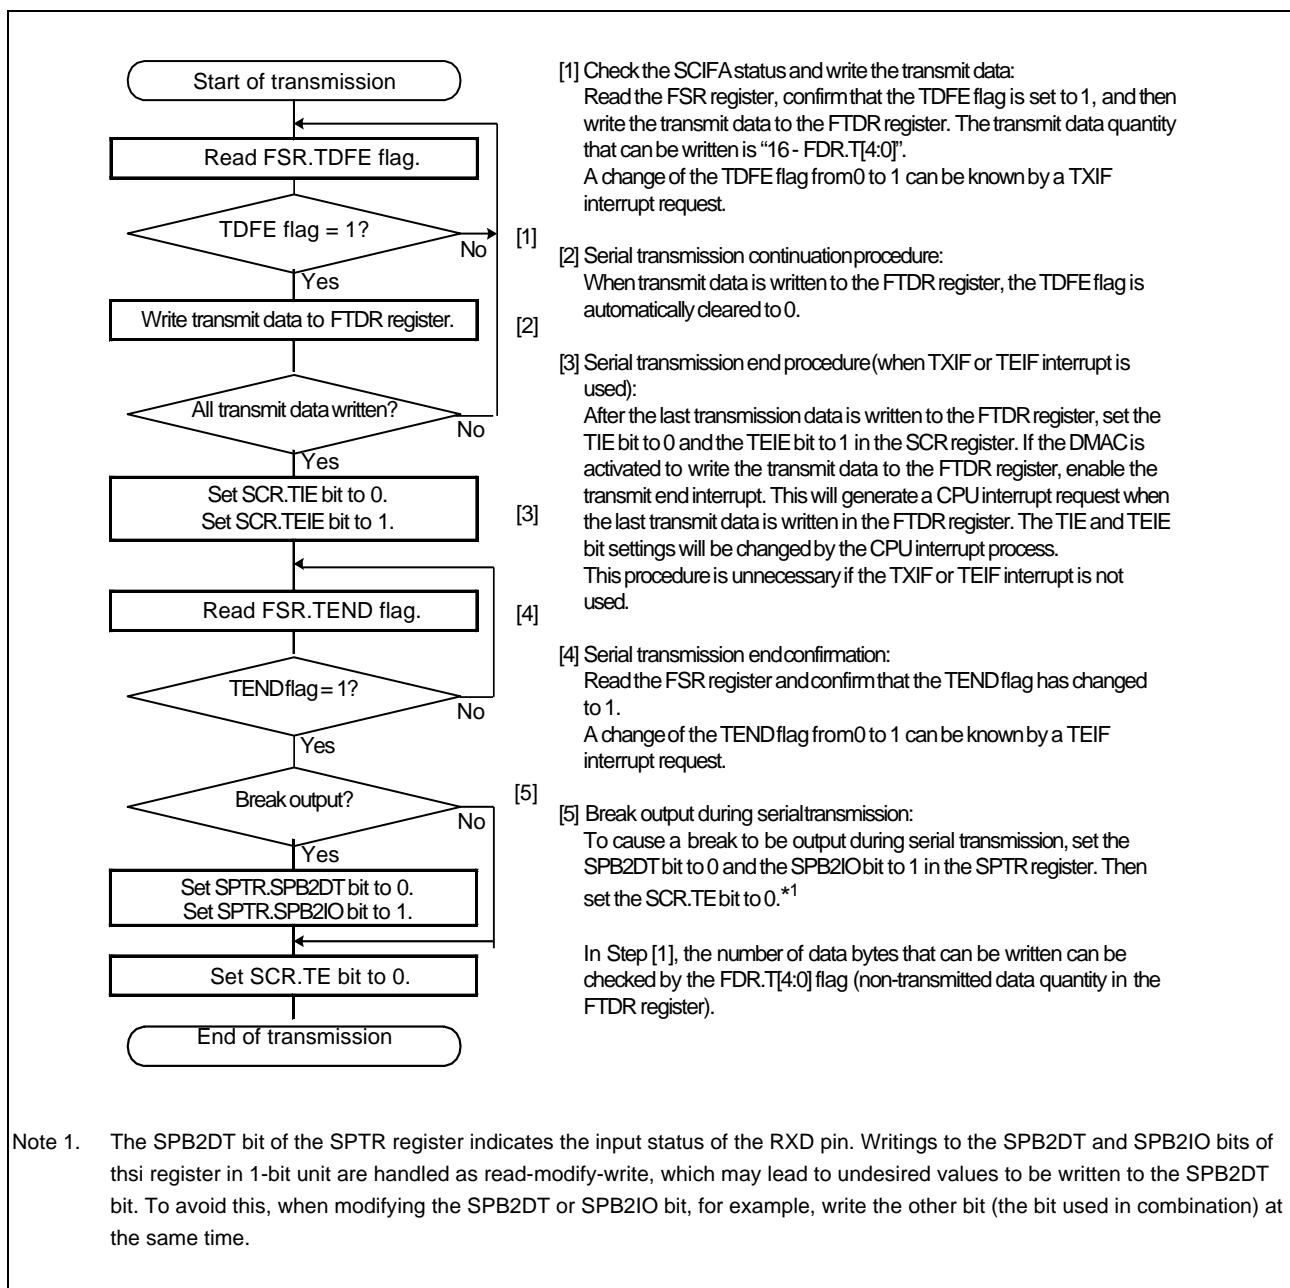 Start of transmission
Read FSR.TDFE flag.
TDFE flag = 1?
No
[1]
Yes
Write transmit data to FTDR register.
[2]
All transmit data written?
No
Yes
Set SCR.TIE bit to 0.
Set SCR.TEIE bit to 1.
[3]
Read FSR.TEND flag.
[4]
TEND flag = 1?
No
Yes
Break output?
[5]
No
Yes
Set SPTR.SPB2DT bit to 0.
Set SPTR.SPB2IO bit to 1.
Set SCR.TE bit to 0.
End of transmission
[1] Check the SCIFA status and write the transmit data:
Read the FSR register, confirm that the TDFE flag is set to 1, and then
write the transmit data to the FTDR register. The transmit data quantity
that can be written is “16 - FDR.T[4:0]”.
A change of the TDFE flag from 0 to 1 can be known by a TXIF
interrupt request.
[2] Serial transmission continuation procedure:
When transmit data is written to the FTDR register, the TDFE flag is
automatically cleared to 0.
[3] Serial transmission end procedure (when TXIF or TEIF interrupt is
used):
After the last transmission data is written to the FTDR register, set the
TIE bit to 0 and the TEIE bit to 1 in the SCR register. If the DMAC is
activated to write the transmit data to the FTDR register, enable the
transmit end interrupt. This will generate a CPU interrupt request when
the last transmit data is written in the FTDR register. The TIE and TEIE
bit settings will be changed by the CPU interrupt process.
This procedure is unnecessary if the TXIF or TEIF interrupt is not
used.
[4] Serial transmission end confirmation:
Read the FSR register and confirm that the TEND flag has changed
to 1.
A change of the TEND flag from 0 to 1 can be known by a TEIF
interrupt request.
[5] Break output during serial transmission:
To cause a break to be output during serial transmission, set the
SPB2DT bit to 0 and the SPB2IO bit to 1 in the SPTR register. Then
set the SCR.TE bit to 0.*1
In Step [1], the number of data bytes that can be written can be
checked by the FDR.T[4:0] flag (non-transmitted data quantity in the
FTDR register).
Note 1. The SPB2DT bit of the SPTR register indicates the input status of the RXD pin. Writings to the SPB2DT and SPB2IO bits of
thsi register in 1-bit unit are handled as read-modify-write, which may lead to undesired values to be written to the SPB2DT
bit. To avoid this, when modifying the SPB2DT or SPB2IO bit, for example, write the other bit (the bit used in combination) at
the same time.